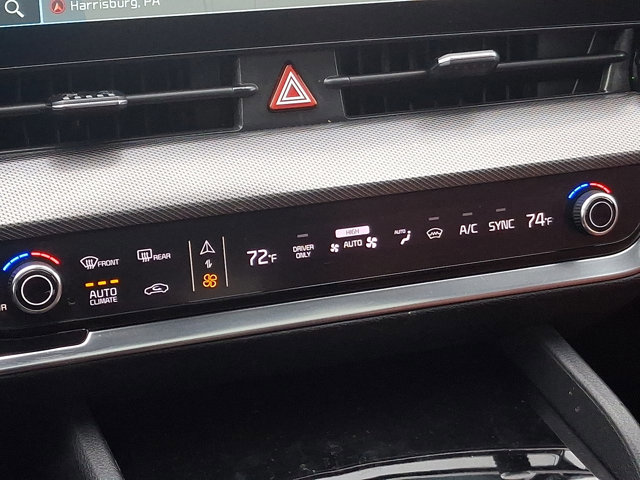 Harrisburg, PA
FRONT
REAR
AUTO
CLIMATE
72°F
DRIVER
ONLY
HIGH
AUTO
AUTO
A/C
SYNC
74°F